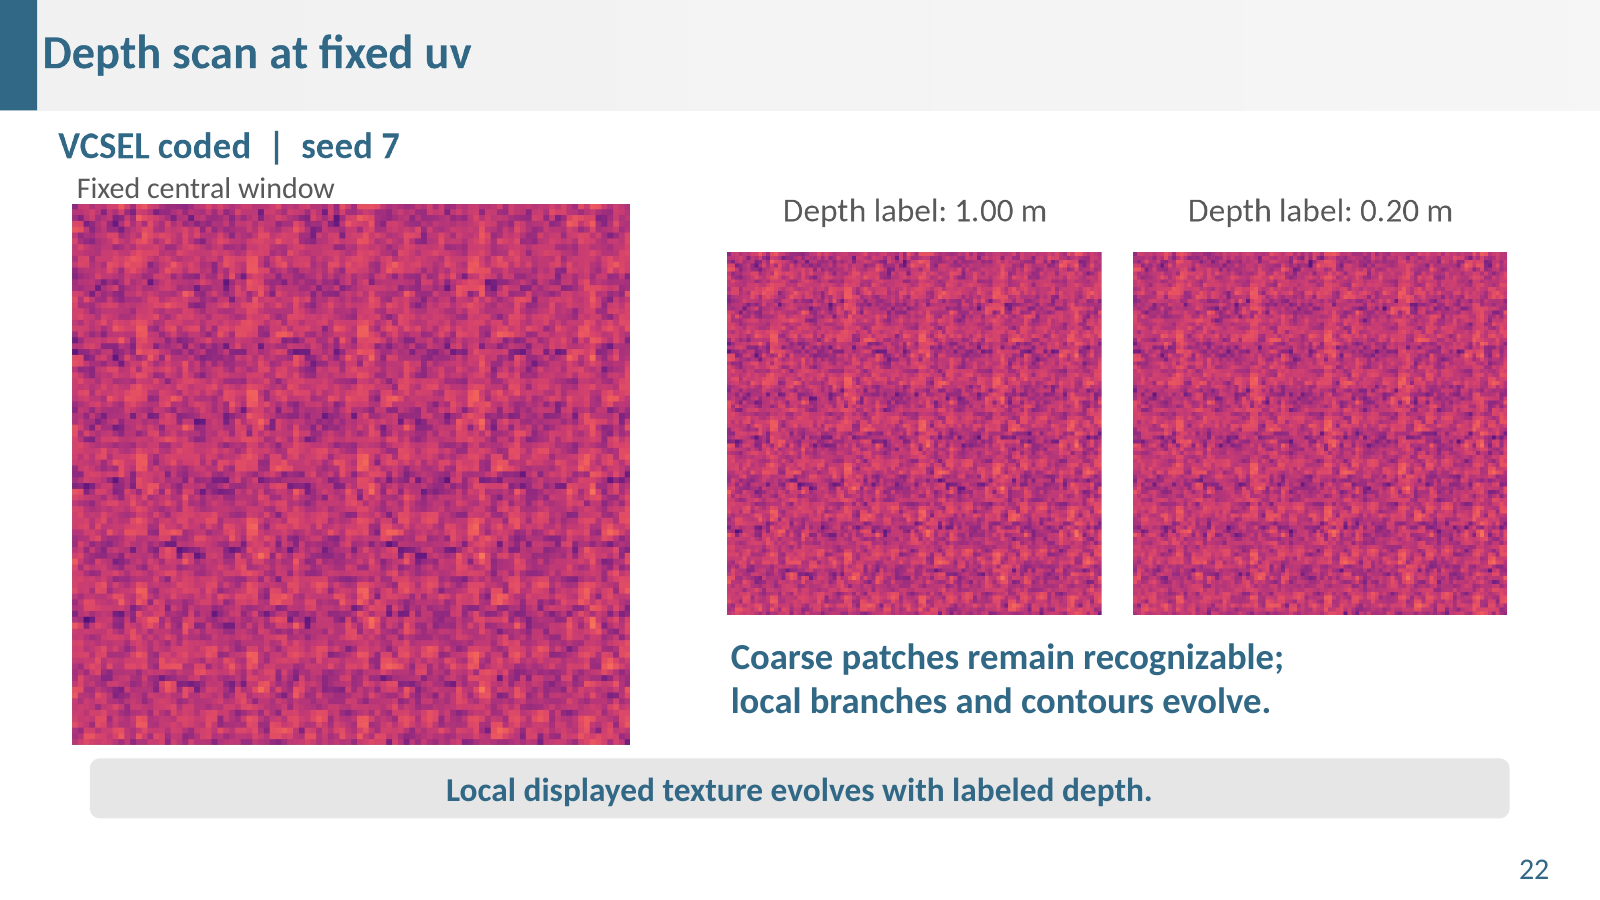 Depth scan at fixed uv
VCSEL coded | seed 7
Fixed central window
Depth label: 1.00 m
Depth label: 0.20 m
Coarse patches remain recognizable;
local branches and contours evolve.
Local displayed texture evolves with labeled depth.
22